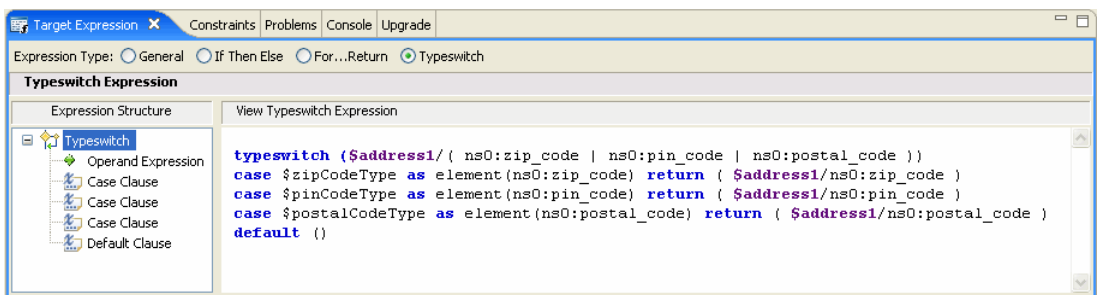 Target Expression Constraints Problems Console Upgrade
Expression Type: General If Then Else For...Return Typeswitch
Typeswitch Expression
Expression Structure View Typeswitch Expression
Typeswitch
Operand Expression
Case Clause
Case Clause
Case Clause
Default Clause
typeswitch ($address1/( ns0:zip_code | ns0:pin_code | ns0:postal_code ))
case $zipCodeType as element(ns0:zip_code) return ( $address1/ns0:zip_code )
case $pinCodeType as element(ns0:pin_code) return ( $address1/ns0:pin_code )
case $postalCodeType as element(ns0:postal_code) return ( $address1/ns0:postal_code )
default ()